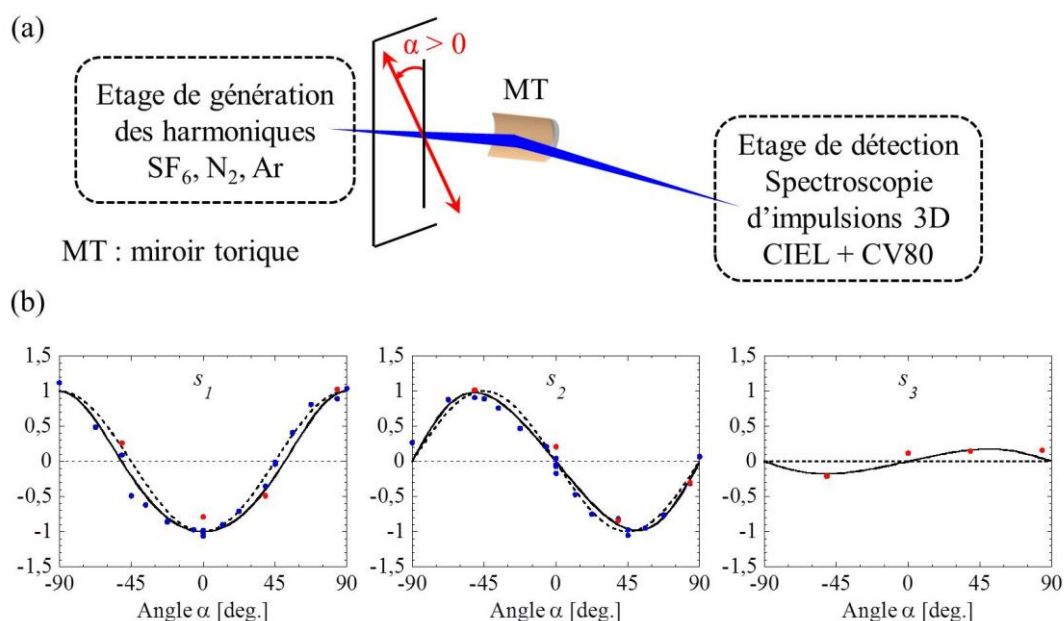 (a)
Etage de génération
des harmoniques
SF6, N2, Ar
α > 0
MT
Etage de détection
Spectroscopie
d’impulsions 3D
CIEL + CV80
MT : miroir torique
(b)
1,5
1
0,5
0
-0,5
-1
-1,5
s1
-90
-45
0
45
90
Angle α [deg.]
1,5
1
0,5
0
-0,5
-1
-1,5
s2
-90
-45
0
45
90
Angle α [deg.]
1,5
1
0,5
0
-0,5
-1
-1,5
s3
-90
-45
0
45
90
Angle α [deg.]